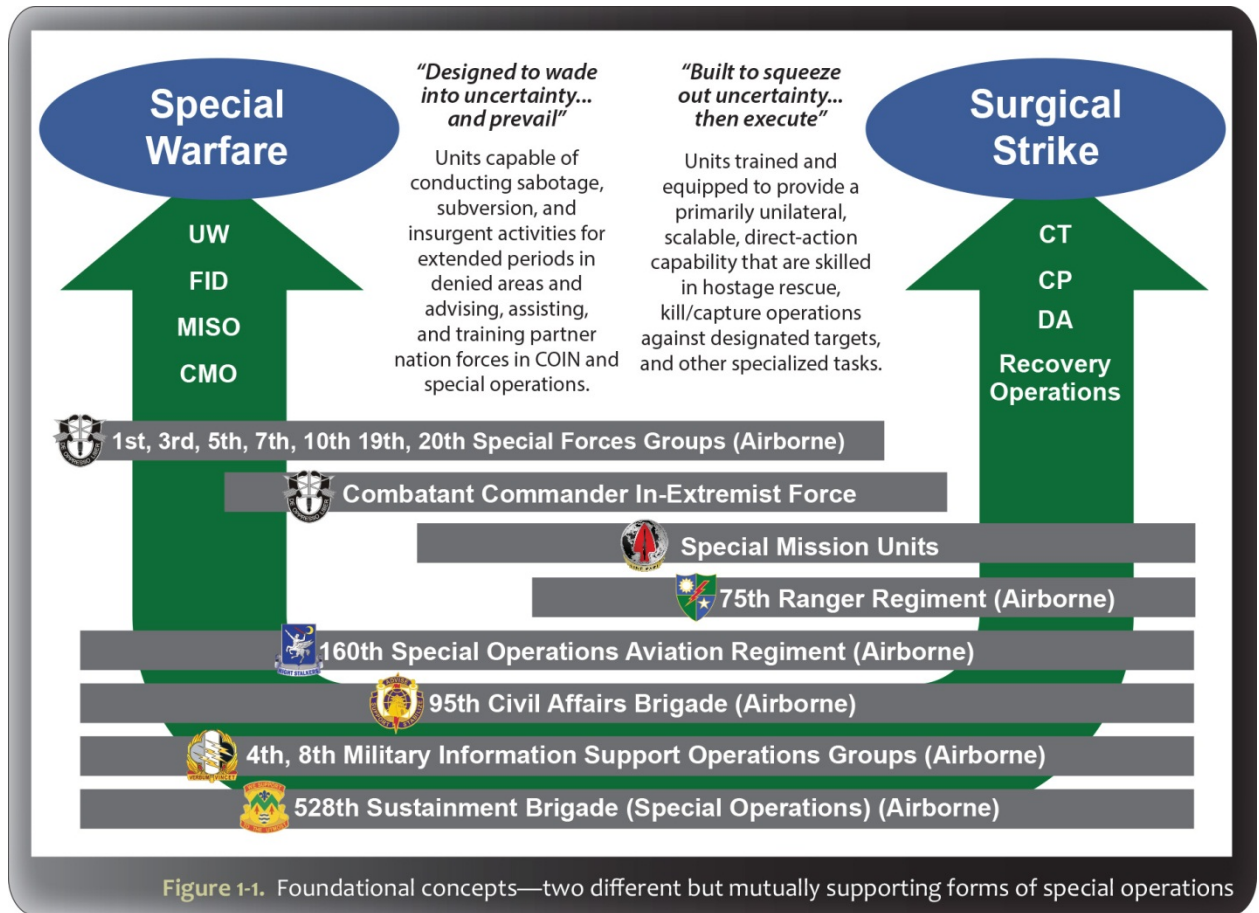 Special
Warfare
"Designed to wade
into uncertainty...
and prevail"
Units capable of
conducting sabotage,
subversion, and
insurgent activities for
extended periods in
denied areas and
advising, assisting,
and training partner
nation forces in COIN and
special operations.
"Built to squeeze
out uncertainty...
then execute"
Units trained and
equipped to provide a
primarily unilateral,
scalable, direct-action
capability that are skilled
in hostage rescue,
kill/capture operations
against designated targets,
and other specialized tasks.
Surgical
Strike
UW
FID
MISO
CMO
CT
CP
DA
Recovery
Operations
1st, 3rd, 5th, 7th, 10th 19th, 20th Special Forces Groups (Airborne)
Combatant Commander In-Extremist Force
Special Mission Units
75th Ranger Regiment (Airborne)
160th Special Operations Aviation Regiment (Airborne)
95th Civil Affairs Brigade (Airborne)
4th, 8th Military Information Support Operations Groups (Airborne)
528th Sustainment Brigade (Special Operations) (Airborne)
Figure 1-1. Foundational concepts—two different but mutually supporting forms of special operations